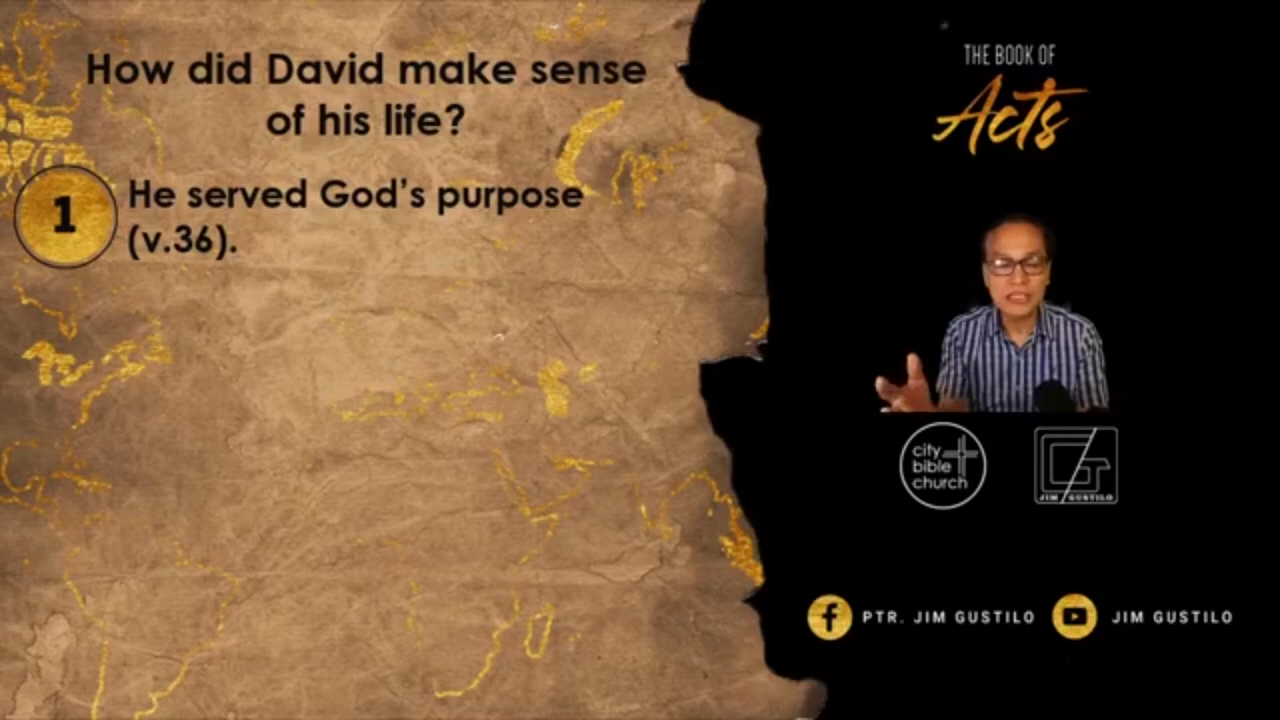 How did David make sense
of his life?
1
He served God's purpose
(v.36).
THE BOOK OF
Acts
city
bible
church
G
JIM GUSTILO
PTR. JIM GUSTILO
JIM GUSTILO